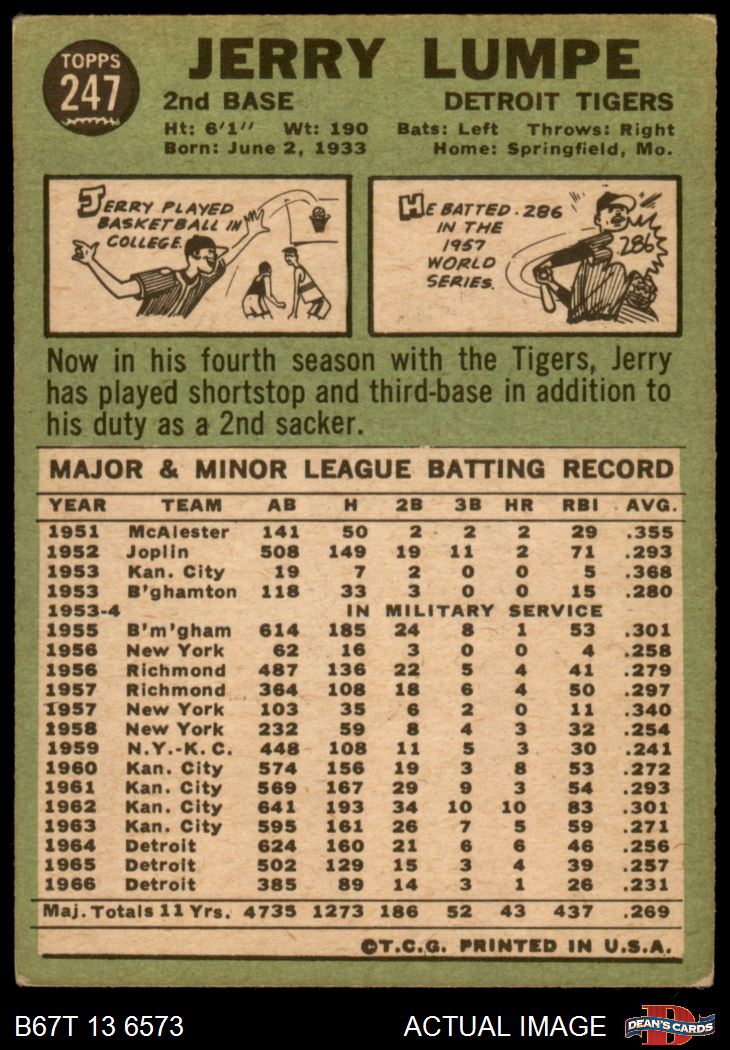 TOPPS
247
JERRY LUMPE
2nd BASE DETROIT TIGERS
Ht: 6'1" Wt: 190 Bats: Left Throws: Right
Born: June 2, 1933 Home: Springfield, Mo.
JERRY PLAYED
BASKETBALL IN
COLLEGE.
HE BATTED .286
IN THE
1957
WORLD
SERIES.
286
Now in his fourth season with the Tigers, Jerry
has played shortstop and third-base in addition to
his duty as a 2nd sacker.
MAJOR & MINOR LEAGUE BATTING RECORD
YEAR TEAM AB H 2B 3B HR RBI AVG.
1951 McAlester 141 50 2 2 2 29 .355
1952 Joplin 508 149 19 11 2 71 .293
1953 Kan. City 19 7 2 0 0 5 .368
1953 B'ghamton 118 33 3 0 0 15 .280
1953-4 IN MILITARY SERVICE
1955 B'm'gham 614 185 24 8 1 53 .301
1956 New York 62 16 3 0 0 4 .258
1956 Richmond 487 136 22 5 4 41 .279
1957 Richmond 364 108 18 6 4 50 .297
1957 New York 103 35 6 2 0 11 .340
1958 New York 232 59 8 4 3 32 .254
1959 N.Y.-K.C. 448 108 11 5 3 30 .241
1960 Kan. City 574 156 19 3 8 53 .272
1961 Kan. City 569 167 29 9 3 54 .293
1962 Kan. City 641 193 34 10 10 83 .301
1963 Kan. City 595 161 26 7 5 59 .271
1964 Detroit 624 160 21 6 6 46 .256
1965 Detroit 502 129 15 3 4 39 .257
1966 Detroit 385 89 14 3 1 26 .231
Maj. Totals 11 Yrs. 4735 1273 186 52 43 437 .269
©T.C.G. PRINTED IN U.S.A.
B67T 13 6573 ACTUAL IMAGE
D
DEAN'S CARDS